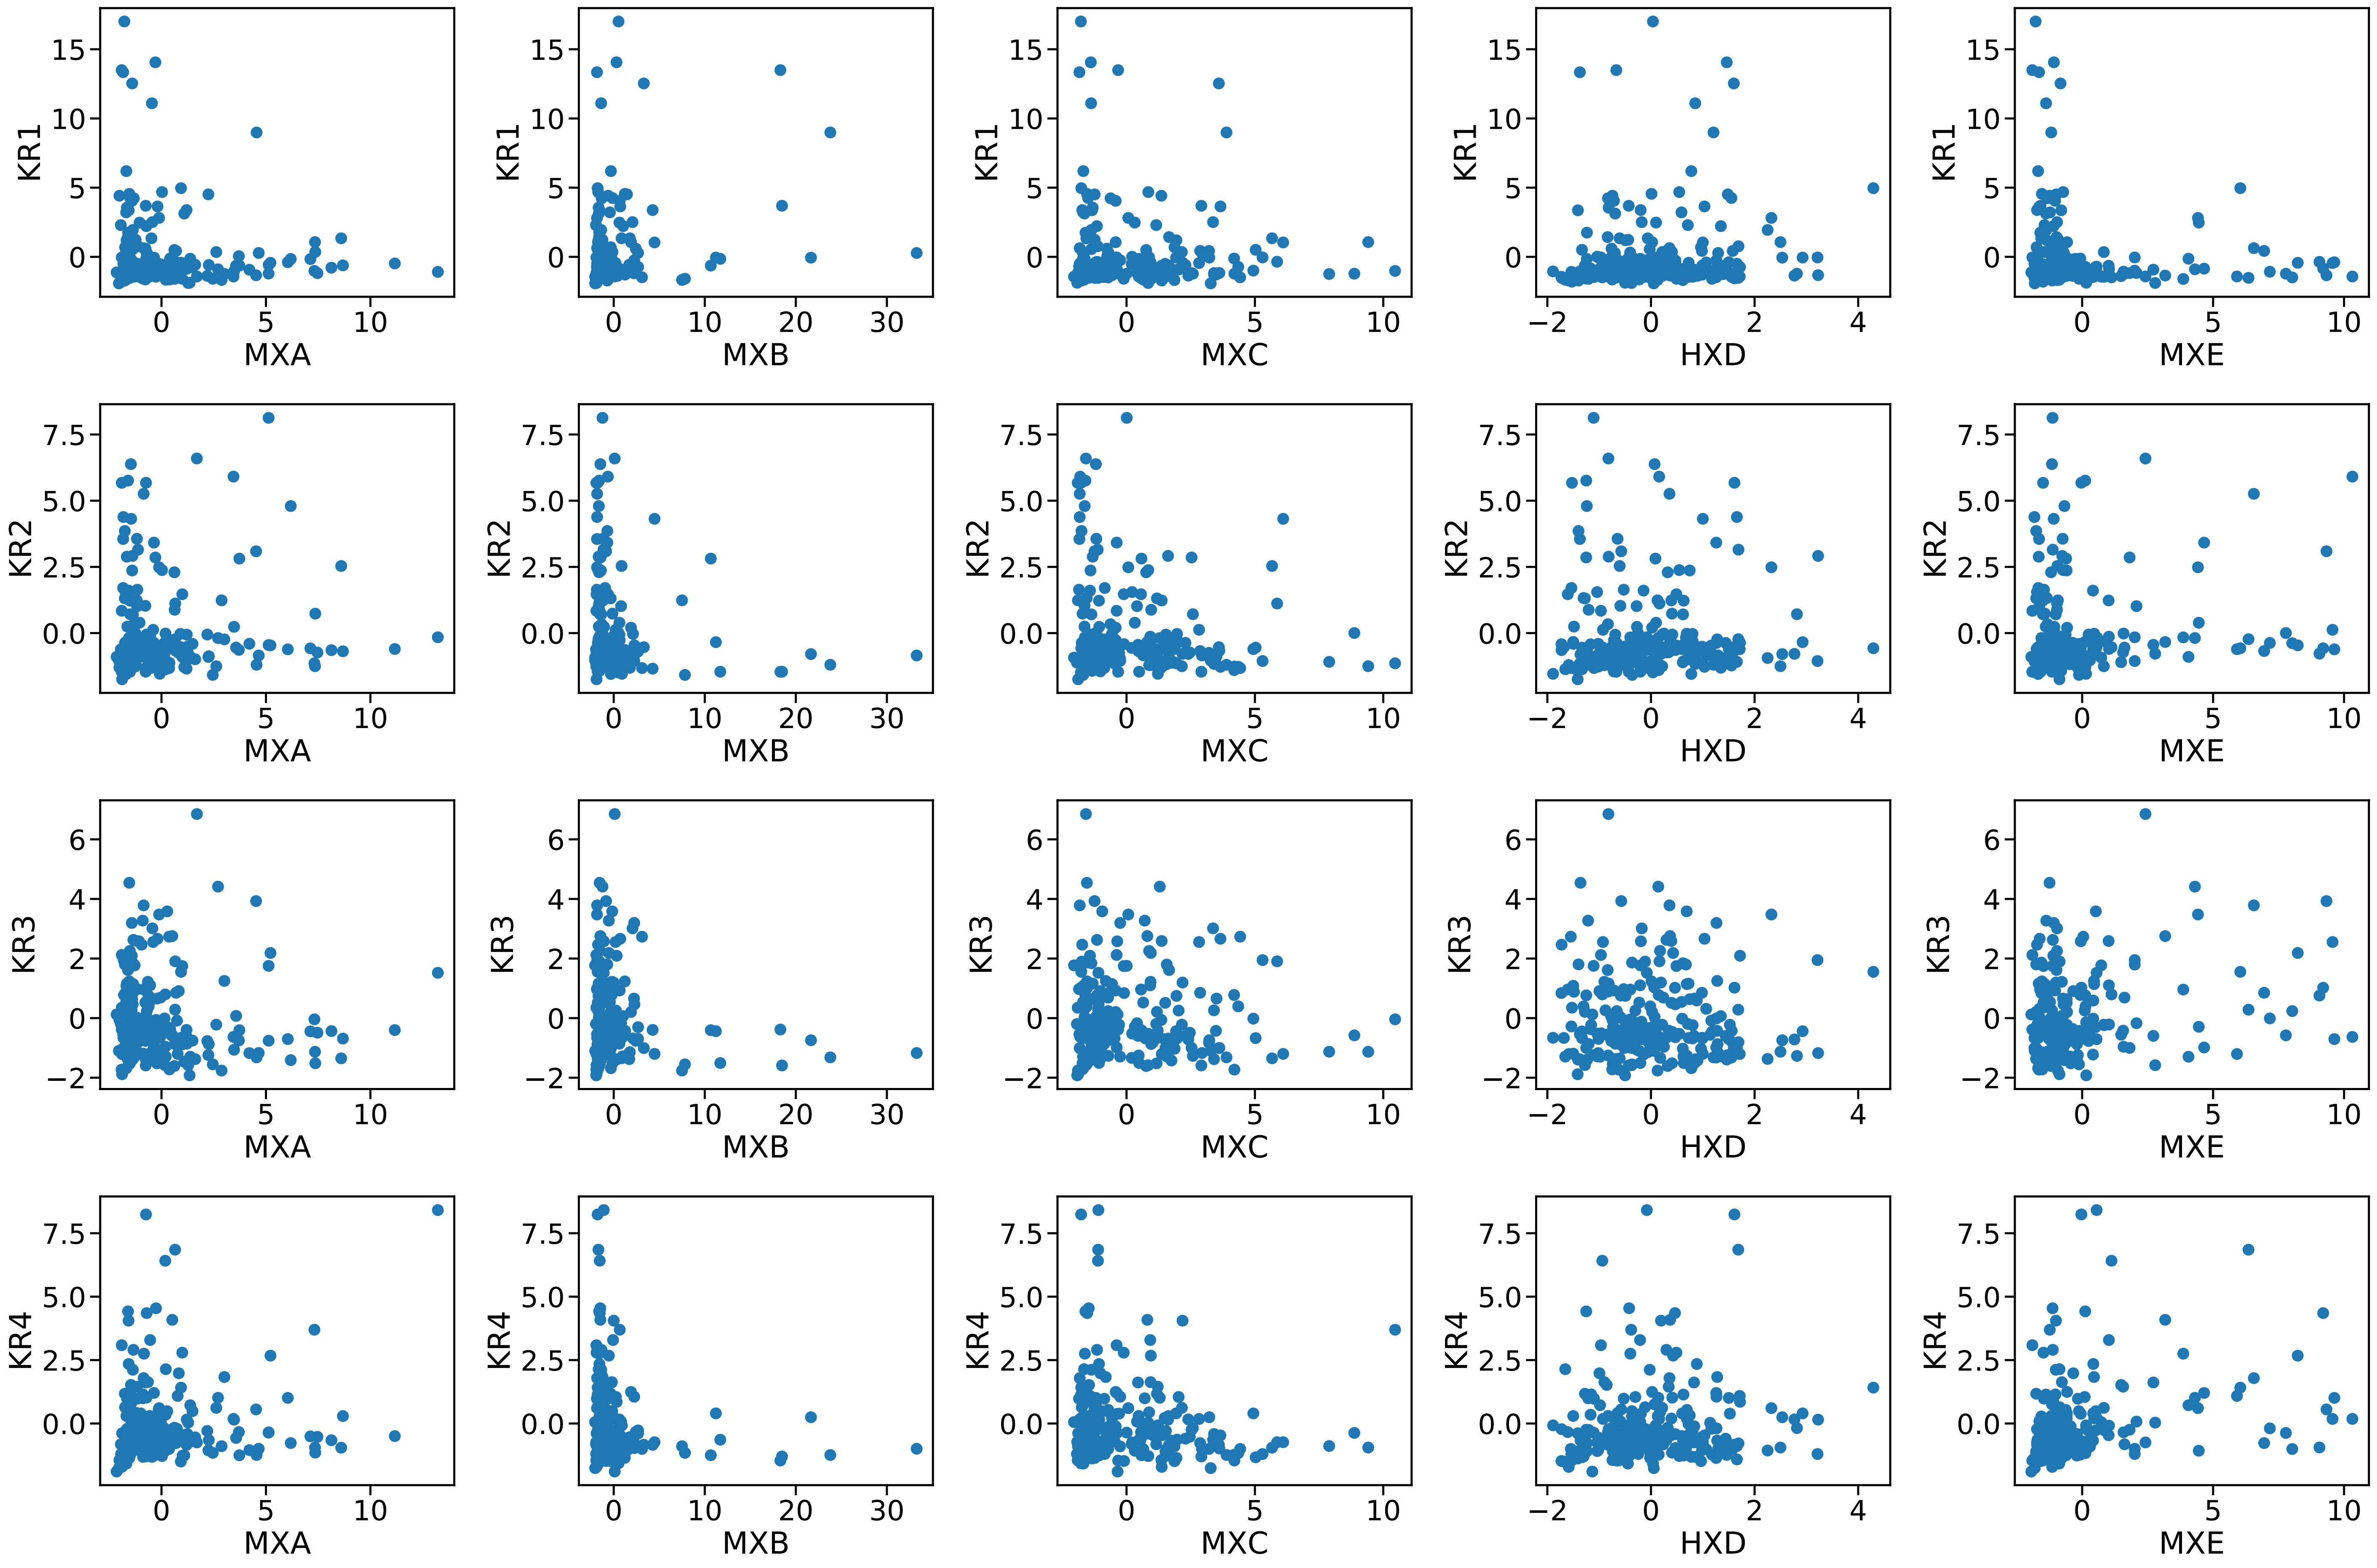 KR1 15 10 5 0 KR1 15 10 5 0 KR1 15 10 5 0 KR1 15 10 5 0 KR1 15 10 5 0
0 5 10 0 10 20 30 0 5 10 −2 0 2 4 0 5 10
MXA MXB MXC HXD MXE
KR2 7.5 5.0 2.5 0.0 KR2 7.5 5.0 2.5 0.0 KR2 7.5 5.0 2.5 0.0 KR2 7.5 5.0 2.5 0.0 KR2 7.5 5.0 2.5 0.0
0 5 10 0 10 20 30 0 5 10 −2 0 2 4 0 5 10
MXA MXB MXC HXD MXE
KR3 6 4 2 0 −2 KR3 6 4 2 0 −2 KR3 6 4 2 0 −2 KR3 6 4 2 0 −2 KR3 6 4 2 0 −2
0 5 10 0 10 20 30 0 5 10 −2 0 2 4 0 5 10
MXA MXB MXC HXD MXE
KR4 7.5 5.0 2.5 0.0 KR4 7.5 5.0 2.5 0.0 KR4 7.5 5.0 2.5 0.0 KR4 7.5 5.0 2.5 0.0 KR4 7.5 5.0 2.5 0.0
0 5 10 0 10 20 30 0 5 10 −2 0 2 4 0 5 10
MXA MXB MXC HXD MXE